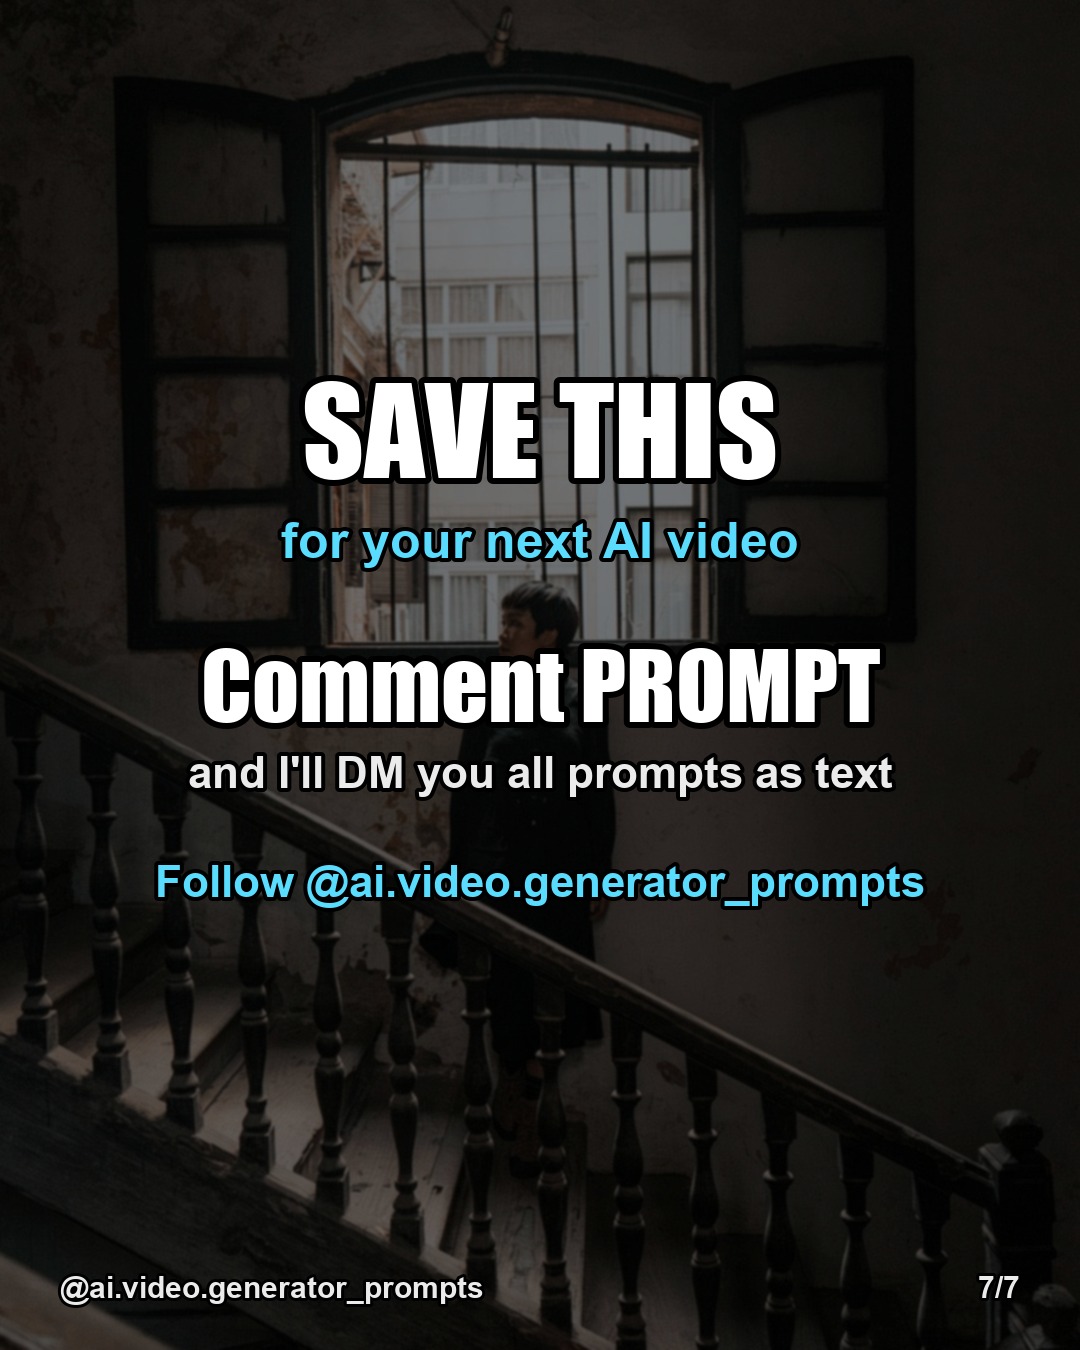 SAVE THIS
for your next AI video
Comment PROMPT
and I'll DM you all prompts as text
Follow @ai.video.generator_prompts
@ai.video.generator_prompts
7/7